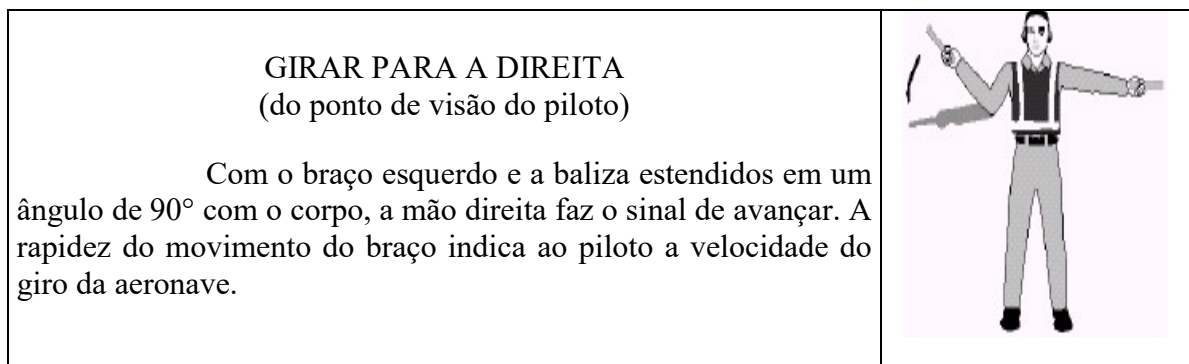 GIRAR PARA A DIREITA
(do ponto de visão do piloto)
Com o braço esquerdo e a baliza estendidos em um
ângulo de 90° com o corpo, a mão direita faz o sinal de avançar. A
rapidez do movimento do braço indica ao piloto a velocidade do
giro da aeronave.